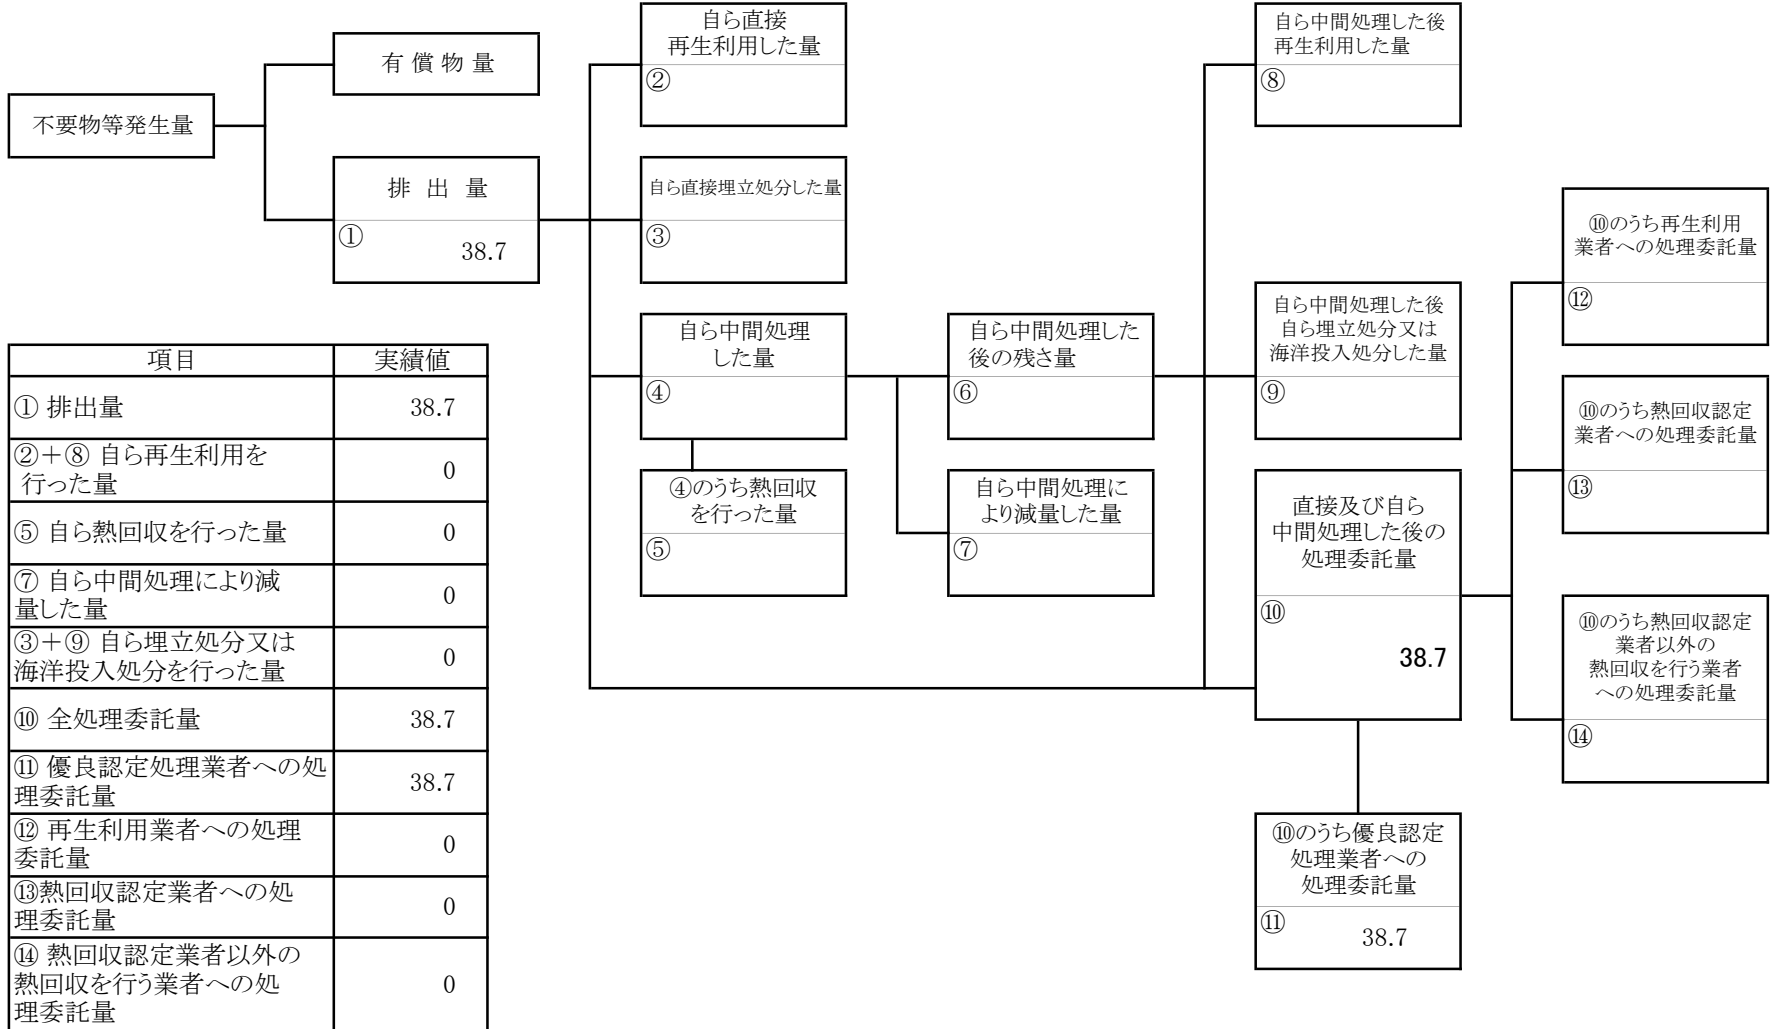 不要物等発生量
有 償 物 量
排 出 量
①
38.7
自ら直接
再生利用した量
②
自ら直接埋立処分した量
③
自ら中間処理
した量
④
④のうち熱回収
を行った量
⑤
自ら中間処理した
後の残さ量
⑥
自ら中間処理に
より減量した量
⑦
自ら中間処理した後
再生利用した量
⑧
自ら中間処理した後
自ら埋立処分又は
海洋投入処分した量
⑨
直接及び自ら
中間処理した後の
処理委託量
⑩
38.7
⑩のうち優良認定
処理業者への
処理委託量
⑪
38.7
⑩のうち再生利用
業者への処理委託量
⑫
⑩のうち熱回収認定
業者への処理委託量
⑬
⑩のうち熱回収認定
業者以外の
熱回収を行う業者
への処理委託量
⑭
項目 実績値
① 排出量 38.7
②＋⑧ 自ら再生利用を
行った量 0
⑤ 自ら熱回収を行った量 0
⑦ 自ら中間処理により減
量した量 0
③＋⑨ 自ら埋立処分又は
海洋投入処分を行った量 0
⑩ 全処理委託量 38.7
⑪ 優良認定処理業者への処
理委託量 38.7
⑫ 再生利用業者への処理
委託量 0
⑬熱回収認定業者への処
理委託量 0
⑭ 熱回収認定業者以外の
熱回収を行う業者への処 0
理委託量